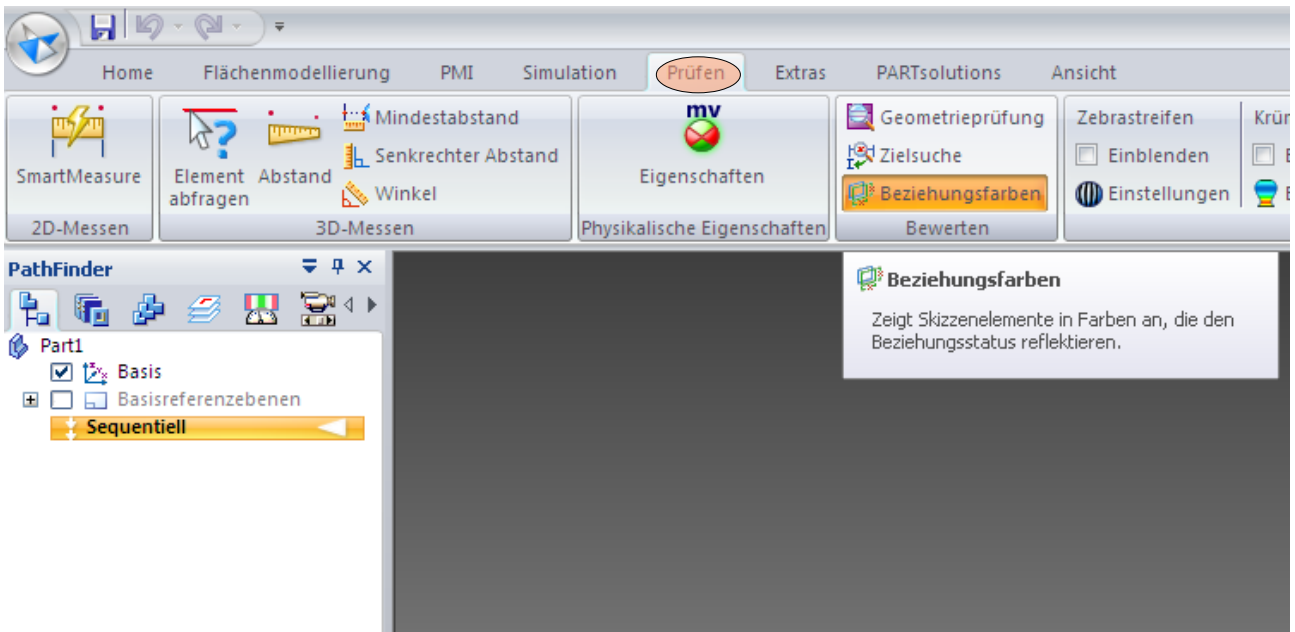 Home Flächenmodellierung PMI Simulation Prüfen Extras PARTsolutions Ansicht
SmartMeasure
2D-Messen
Element abfragen
Abstand
Mindestabstand
Senkrechter Abstand
Winkel
3D-Messen
mv
Eigenschaften
Physikalische Eigenschaften
Geometrieprüfung
Zielsuche
Beziehungsfarben
Bewerten
Zebrastreifen
Einblenden
Einstellungen
PathFinder
Part1
Basis
Basisreferenzebenen
Sequentiell
Beziehungsfarben
Zeigt Skizzenelemente in Farben an, die den
Beziehungsstatus reflektieren.